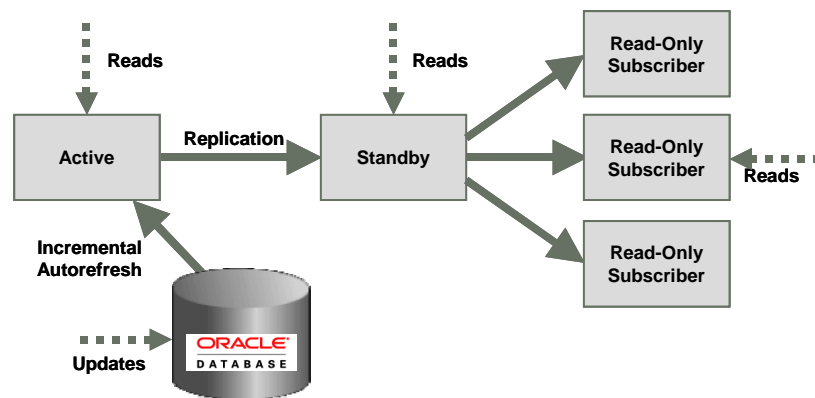 Reads
Reads
Read-Only
Subscriber
Active
Replication
Standby
Read-Only
Subscriber
Reads
Incremental
Autorefresh
Read-Only
Subscriber
Updates
ORACLE®
DATABASE